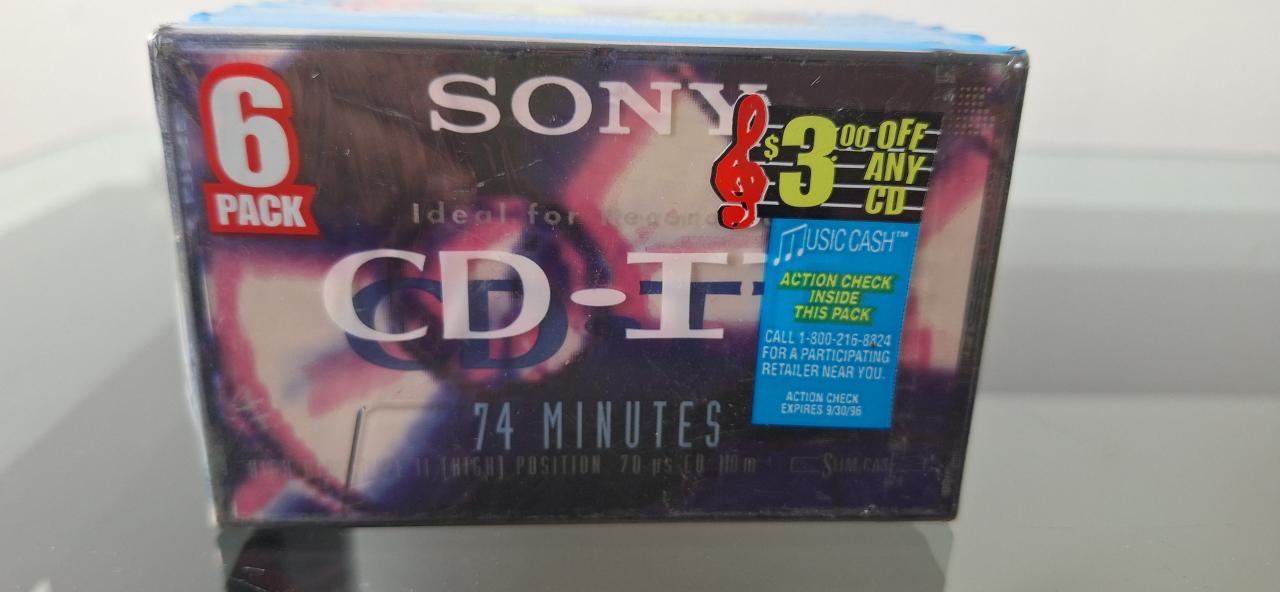 6
PACK
SONY
$3.00 OFF
ANY
CD
Ideal for
MUSIC CASH™
CD-I
ACTION CHECK
INSIDE
THIS PACK
CALL 1-800-216-8824
FOR A PARTICIPATING
RETAILER NEAR YOU.
ACTION CHECK
EXPIRES 9/30/96
74 MINUTES
II [HIGH] POSITION 70 µs EQ 110m
SLIM CASE